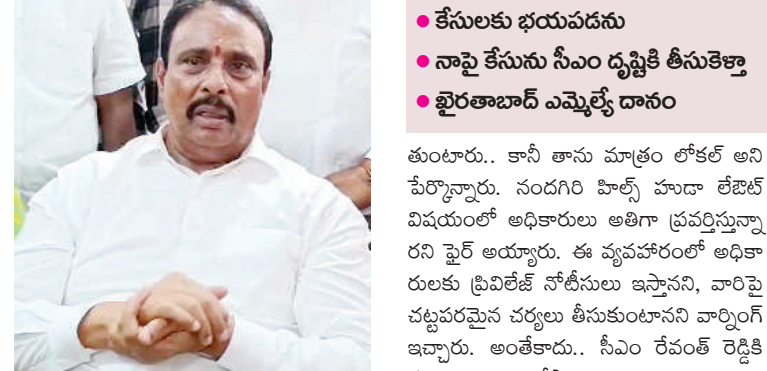 ● కేసులకు భయపడను
● నాపై కేసును సీఎం దృష్టికి తీసుకెళ్తా
● ఖైరతాబాద్ ఎమ్మెల్యే దానం
తుంటారు.. కానీ తాను మాత్రం లోకల్ అని
పేర్కొన్నారు. నందగిరి హిల్స్ హుడా లేఔట్
విషయంలో అధికారులు అతిగా ప్రవర్తిస్తున్నా
రని ఫైర్ అయ్యారు. ఈ వ్యవహారంలో అధికా
రులకు ప్రివిలేజ్ నోటీసులు ఇస్తానని, వారిపై
చట్టపరమైన చర్యలు తీసుకుంటానని వార్నింగ్
ఇచ్చారు. అంతేకాదు.. సీఎం రేవంత్ రెడ్డికి